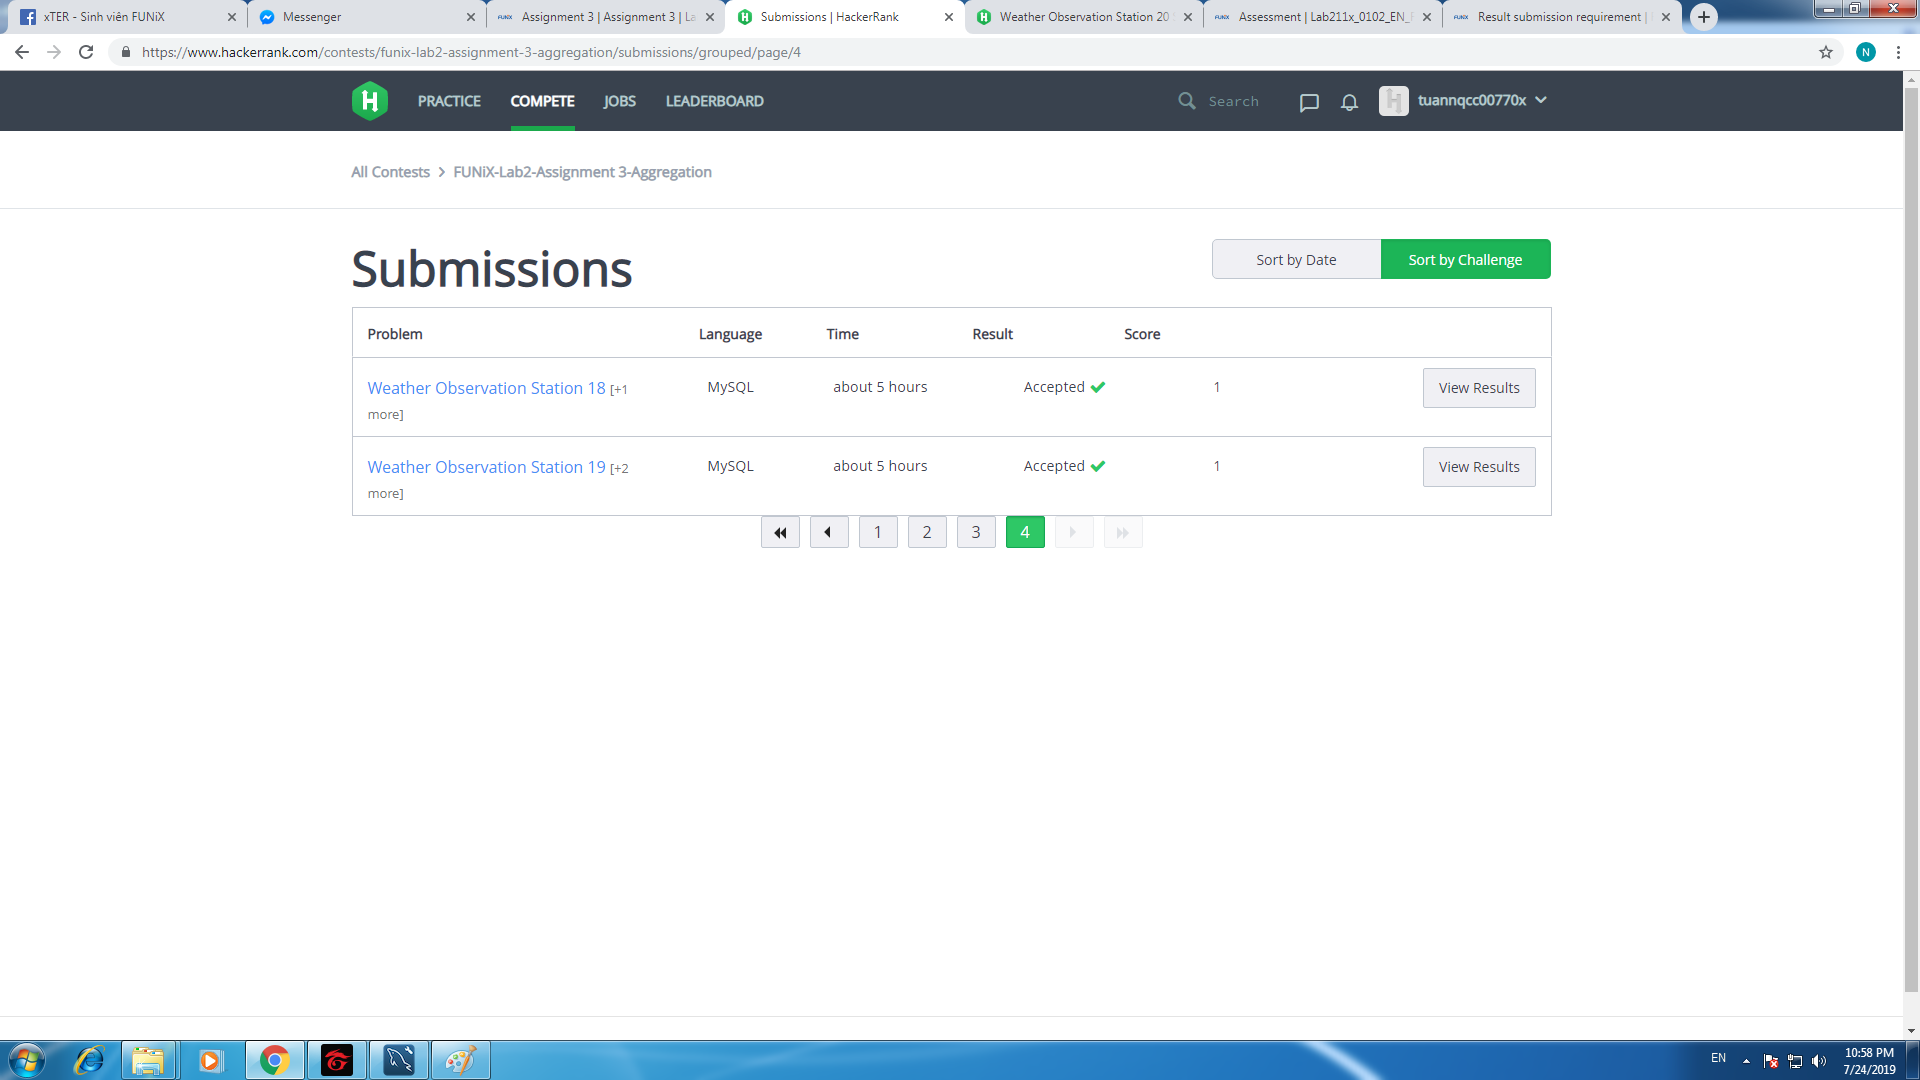 xTER - Sinh viên FUNiX
Messenger
Assignment 3 | Assignment 3 | La
Submissions | HackerRank
Weather Observation Station 20
Assessment | Lab211x_0102_EN_
Result submission requirement |
https://www.hackerrank.com/contests/funix-lab2-assignment-3-aggregation/submissions/grouped/page/4
N
PRACTICE COMPETE JOBS LEADERBOARD Search tuannqcc00770x
All Contests > FUNiX-Lab2-Assignment 3-Aggregation
Submissions
Sort by Date Sort by Challenge
Problem Language Time Result Score
Weather Observation Station 18 [+1 more] MySQL about 5 hours Accepted 1 View Results
Weather Observation Station 19 [+2 more] MySQL about 5 hours Accepted 1 View Results
1 2 3 4
EN
10:58 PM
7/24/2019